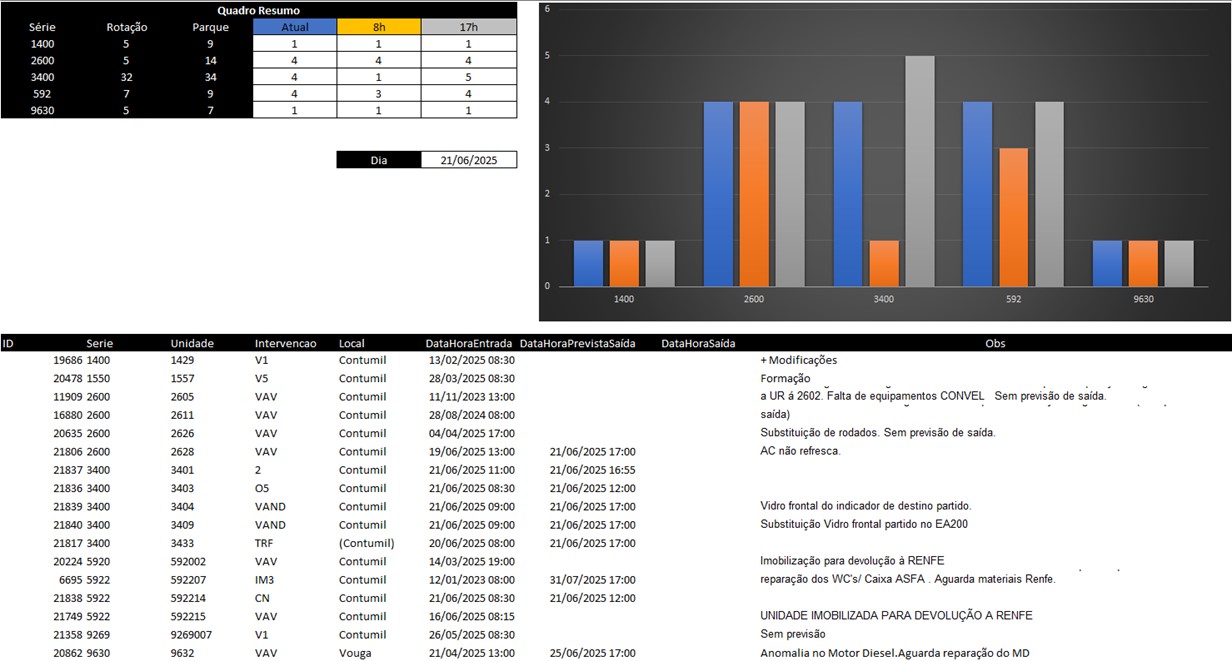 Quadro Resumo
Série Rotação Parque Atual 8h 17h
1400 5 9 1 1 1
2600 5 14 4 4 4
3400 32 34 4 1 5
592 7 9 4 3 4
9630 5 7 1 1 1
Dia 21/06/2025
6
5
4
3
2
1
0
1400 2600 3400 592 9630
ID Serie Unidade Intervencao Local DataHoraEntrada DataHoraPrevistaSaída DataHoraSaída Obs
19686 1400 1429 V1 Contumil 13/02/2025 08:30 + Modificações
20478 1550 1557 V5 Contumil 28/03/2025 08:30 Formação
11909 2600 2605 VAV Contumil 11/11/2023 13:00 a UR á 2602. Falta de equipamentos CONVEL Sem previsão de saída.
16880 2600 2611 VAV Contumil 28/08/2024 08:00 saída)
20635 2600 2626 VAV Contumil 04/04/2025 17:00 Substituição de rodados. Sem previsão de saída.
21806 2600 2628 VAV Contumil 19/06/2025 13:00 21/06/2025 17:00 AC não refresca.
21837 3400 3401 2 Contumil 21/06/2025 11:00 21/06/2025 16:55
21836 3400 3403 O5 Contumil 21/06/2025 08:30 21/06/2025 12:00
21839 3400 3404 VAND Contumil 21/06/2025 09:00 21/06/2025 17:00 Vidro frontal do indicador de destino partido.
21840 3400 3409 VAND Contumil 21/06/2025 09:00 21/06/2025 17:00 Substituição Vidro frontal partido no EA200
21817 3400 3433 TRF (Contumil) 20/06/2025 08:00 21/06/2025 17:00
20224 5920 592002 VAV Contumil 14/03/2025 19:00 Imobilização para devolução à RENFE
6695 5922 592207 IM3 Contumil 12/01/2023 08:00 31/07/2025 17:00 reparação dos WC's/ Caixa ASFA . Aguarda materiais Renfe.
21838 5922 592214 CN Contumil 21/06/2025 08:30 21/06/2025 12:00
21749 5922 592215 VAV Contumil 16/06/2025 08:15 UNIDADE IMOBILIZADA PARA DEVOLUÇÃO A RENFE
21358 9269 9269007 V1 Contumil 26/05/2025 08:30 Sem previsão
20862 9630 9632 VAV Vouga 21/04/2025 13:00 25/06/2025 17:00 Anomalia no Motor Diesel.Aguarda reparação do MD